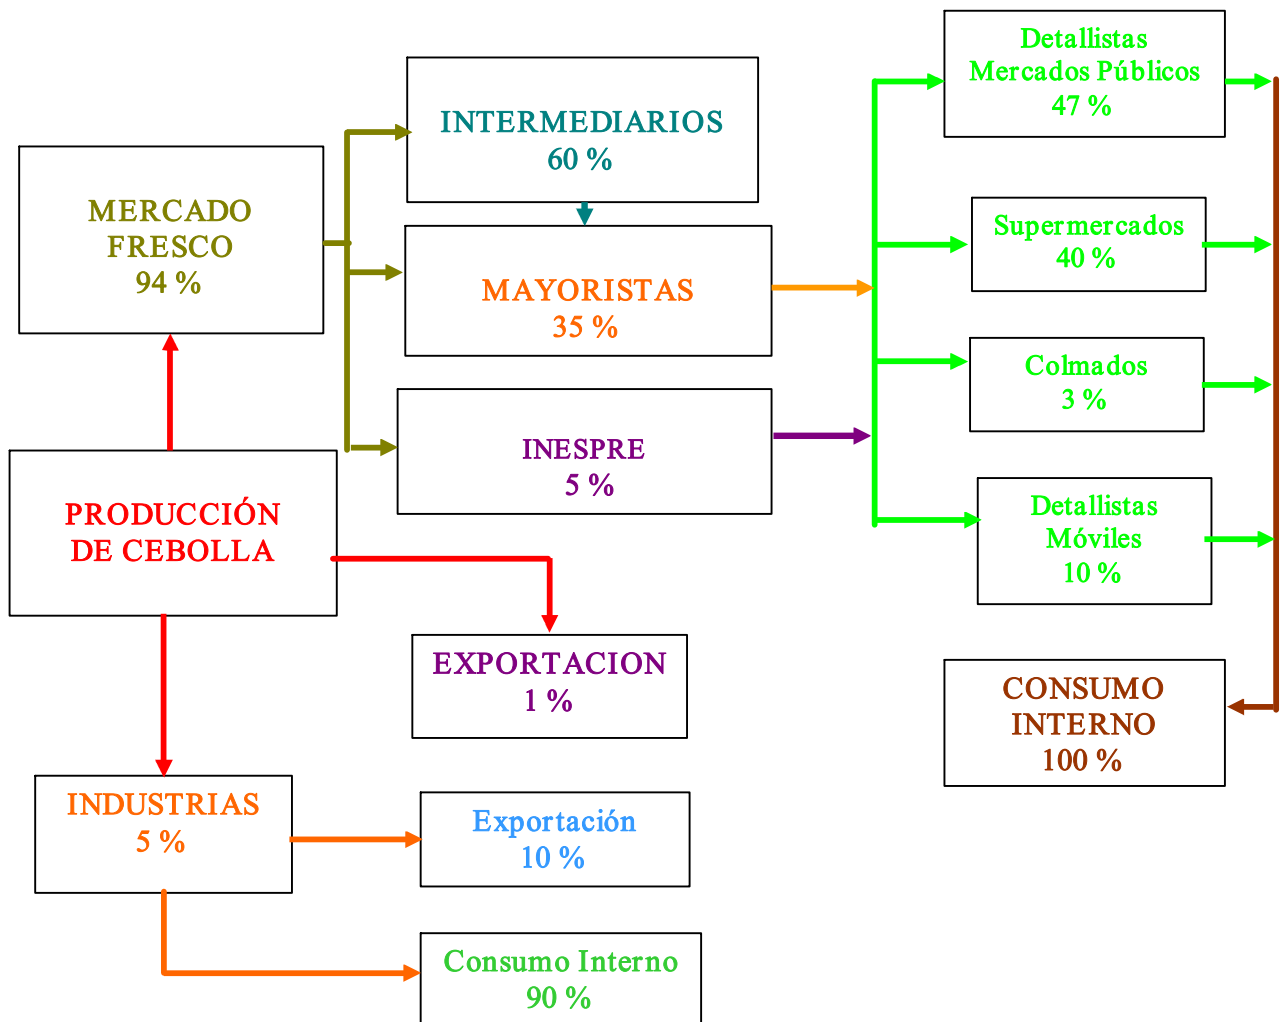 MERCADO
FRESCO
94 %
PRODUCCIÓN
DE CEBOLLA
INDUSTRIAS
5 %
INTERMEDIARIOS
60 %
MAYORISTAS
35 %
INESPRE
5 %
EXPORTACION
1 %
Exportación
10 %
Consumo Interno
90 %
Detallistas
Mercados Públicos
47 %
Supermercados
40 %
Colmados
3 %
Detallistas
Móviles
10 %
CONSUMO
INTERNO
100 %